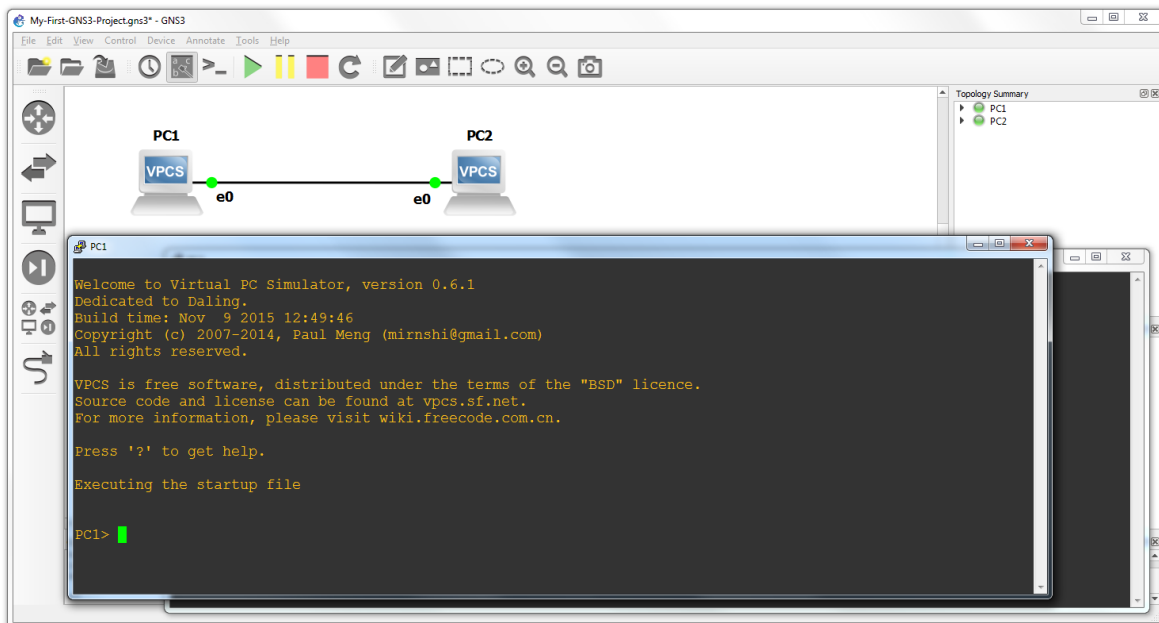 My-First-GNS3-Project.gns3* - GNS3
File Edit View Control Device Annotate Tools Help
Topology Summary
PC1
PC2
PC1
PC2
VPCS
VPCS
e0
e0
PC1
Welcome to Virtual PC Simulator, version 0.6.1
Dedicated to Daling.
Build time: Nov  9 2015 12:49:46
Copyright (c) 2007-2014, Paul Meng (mirnshi@gmail.com)
All rights reserved.
VPCS is free software, distributed under the terms of the "BSD" licence.
Source code and license can be found at vpcs.sf.net.
For more information, please visit wiki.freecode.com.cn.
Press '?' to get help.
Executing the startup file
PC1>